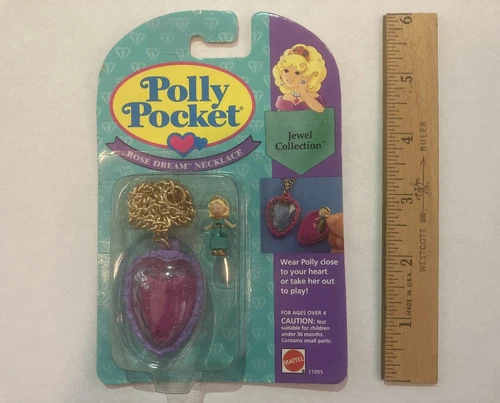 Polly
Pocket®
ROSE DREAM™ NECKLACE
Jewel
Collection™
Wear Polly close
to your heart
or take her out
to play!
FOR AGES OVER 4
CAUTION: Not
suitable for children
under 36 months.
Contains small parts.
MATTEL
11095
6
5
4
3
2
1
WESTCOTT RULER
MADE IN U.S.A.